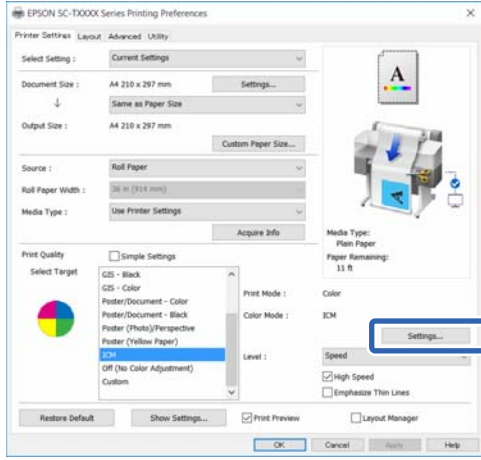 EPSON SC-TXXXX Series Printing Preferences
Printer Settings Layout Advanced Utility
Select Setting : Current Settings
Document Size : A4 210 x 297 mm Settings...
Same as Paper Size
Output Size : A4 210 x 297 mm
Custom Paper Size...
Source : Roll Paper
Roll Paper Width : 36 in (914 mm)
Media Type : Use Printer Settings
Acquire Info
A
A
Media Type:
Plain Paper
Paper Remaining:
11 ft
Print Quality Simple Settings
Select Target
GIS - Black
GIS - Color
Poster/Document - Color
Poster/Document - Black
Poster (Photo)/Perspective
Poster (Yellow Paper)
ICM
Off (No Color Adjustment)
Custom
Print Mode : Color
Color Mode : ICM
Settings...
Level : Speed
High Speed
Emphasize Thin Lines
Restore Default Show Settings... Print Preview Layout Manager
OK Cancel Apply Help